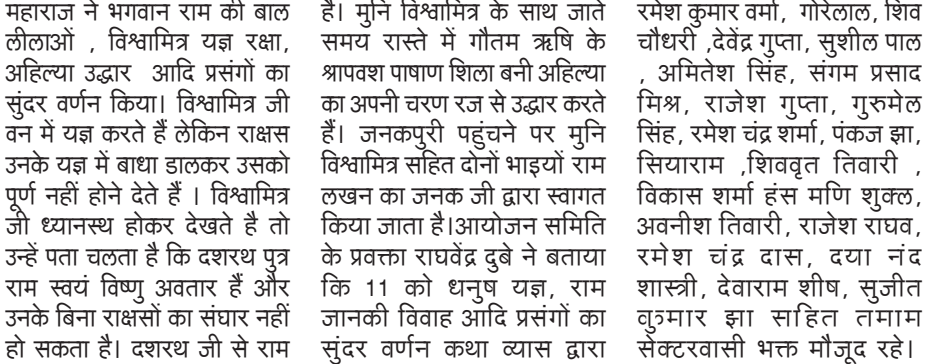 महाराज ने भगवान राम की बाल
लीलाओं , विश्वामित्र यज्ञ रक्षा,
अहिल्या उद्धार आदि प्रसंगों का
सुंदर वर्णन किया। विश्वामित्र जी
वन में यज्ञ करते हैं लेकिन राक्षस
उनके यज्ञ में बाधा डालकर उसको
पूर्ण नहीं होने देते हैं । विश्वामित्र
जी ध्यानस्थ होकर देखते है तो
उन्हें पता चलता है कि दशरथ पुत्र
राम स्वयं विष्णु अवतार हैं और
उनके बिना राक्षसों का संघार नहीं
हो सकता है। दशरथ जी से राम
है। मुनि विश्वामित्र के साथ जाते
समय रास्ते में गौतम ऋषि के
श्रापवश पाषाण शिला बनी अहिल्या
का अपनी चरण रज से उद्धार करते
हैं। जनकपुरी पहुंचने पर मुनि
विश्वामित्र सहित दोनों भाइयों राम
लखन का जनक जी द्वारा स्वागत
किया जाता है।आयोजन समिति
के प्रवक्ता राघवेंद्र दुबे ने बताया
कि 11 को धनुष यज्ञ, राम
जानकी विवाह आदि प्रसंगों का
सुंदर वर्णन कथा व्यास द्वारा
रमेश कुमार वर्मा, गोरेलाल, शिव
चौधरी ,देवेंद्र गुप्ता, सुशील पाल
, अमितेश सिंह, संगम प्रसाद
मिश्र, राजेश गुप्ता, गुरुमेल
सिंह, रमेश चंद्र शर्मा, पंकज झा,
सियाराम ,शिववृत तिवारी ,
विकास शर्मा हंस मणि शुक्ल,
अवनीश तिवारी, राजेश राघव,
रमेश चंद्र दास, दया नंद
शास्त्री, देवाराम शीष, सुजीत
कुमार झा सहित तमाम
सेक्टरवासी भक्त मौजूद रहे।